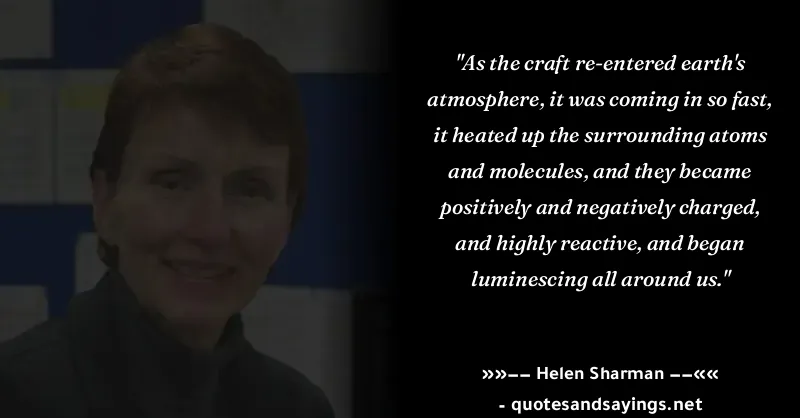 "As the craft re-entered earth's
atmosphere, it was coming in so fast,
it heated up the surrounding atoms
and molecules, and they became
positively and negatively charged,
and highly reactive, and began
luminescing all around us."
»»−− Helen Sharman −−««
- quotesandsayings.net